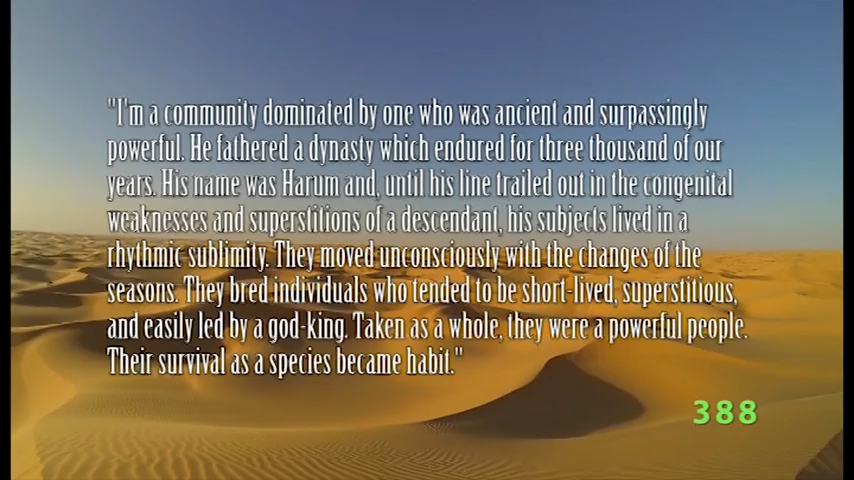 "I'm a community dominated by one who was ancient and surpassingly
powerful. He fathered a dynasty which endured for three thousand of our
years. His name was Harum and, until his line trailed out in the congenital
weaknesses and superstitions of a descendant, his subjects lived in a
rhythmic sublimity. They moved unconsciously with the changes of the
seasons. They bred individuals who tended to be short-lived, superstitious,
and easily led by a god-king. Taken as a whole, they were a powerful people.
Their survival as a species became habit."
388